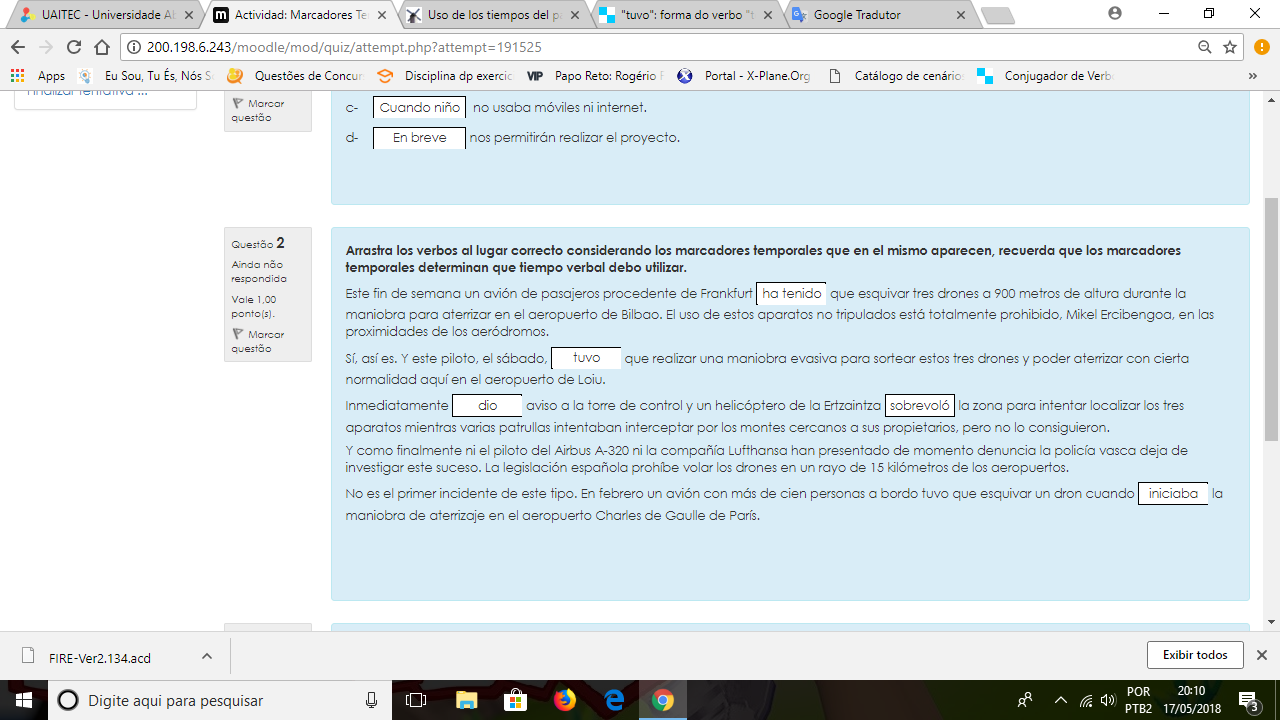 UAITEC - Universidade Ab
Actividad: Marcadores Te
Uso de los tiempos del p
"tuvo": forma do verbo "t
Google Tradutor
200.198.6.243/moodle/mod/quiz/attempt.php?attempt=191525
Apps
Eu Sou, Tu És, Nós S
Questões de Concur
Disciplina dp exercic
VIP Papo Reto: Rogério F
Portal - X-Plane.Org
Catálogo de cenário
Conjugador de Verb
»
Finalizar tentativa ...
Marcar
questão
c- Cuando niño no usaba móviles ni internet.
d- En breve nos permitirán realizar el proyecto.
Questão 2
Ainda não
respondida
Vale 1,00
ponto(s).
Marcar
questão
Arrastra los verbos al lugar correcto considerando los marcadores temporales que en el mismo aparecen, recuerda que los marcadores
temporales determinan que tiempo verbal debo utilizar.
Este fin de semana un avión de pasajeros procedente de Frankfurt ha tenido que esquivar tres drones a 900 metros de altura durante la
maniobra para aterrizar en el aeropuerto de Bilbao. El uso de estos aparatos no tripulados está totalmente prohibido, Mikel Ercibengoa, en las
proximidades de los aeródromos.
Sí, así es. Y este piloto, el sábado, tuvo que realizar una maniobra evasiva para sortear estos tres drones y poder aterrizar con cierta
normalidad aquí en el aeropuerto de Loiu.
Inmediatamente dio aviso a la torre de control y un helicóptero de la Ertzaintza sobrevoló la zona para intentar localizar los tres
aparatos mientras varias patrullas intentaban interceptar por los montes cercanos a sus propietarios, pero no lo consiguieron.
Y como finalmente ni el piloto del Airbus A-320 ni la compañía Lufthansa han presentado de momento denuncia la policía vasca deja de
investigar este suceso. La legislación española prohíbe volar los drones en un rayo de 15 kilómetros de los aeropuertos.
No es el primer incidente de este tipo. En febrero un avión con más de cien personas a bordo tuvo que esquivar un dron cuando iniciaba la
maniobra de aterrizaje en el aeropuerto Charles de Gaulle de París.
FIRE-Ver2.134.acd
Exibir todos
Digite aqui para pesquisar
POR
PTB2
20:10
17/05/2018
3